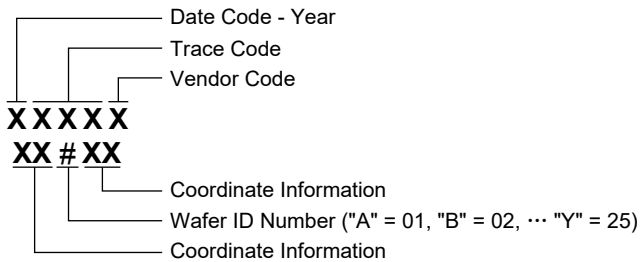 Date Code - Year
Trace Code
Vendor Code
X X X X X
XX # XX
Coordinate Information
Wafer ID Number ("A" = 01, "B" = 02, ··· "Y" = 25)
Coordinate Information